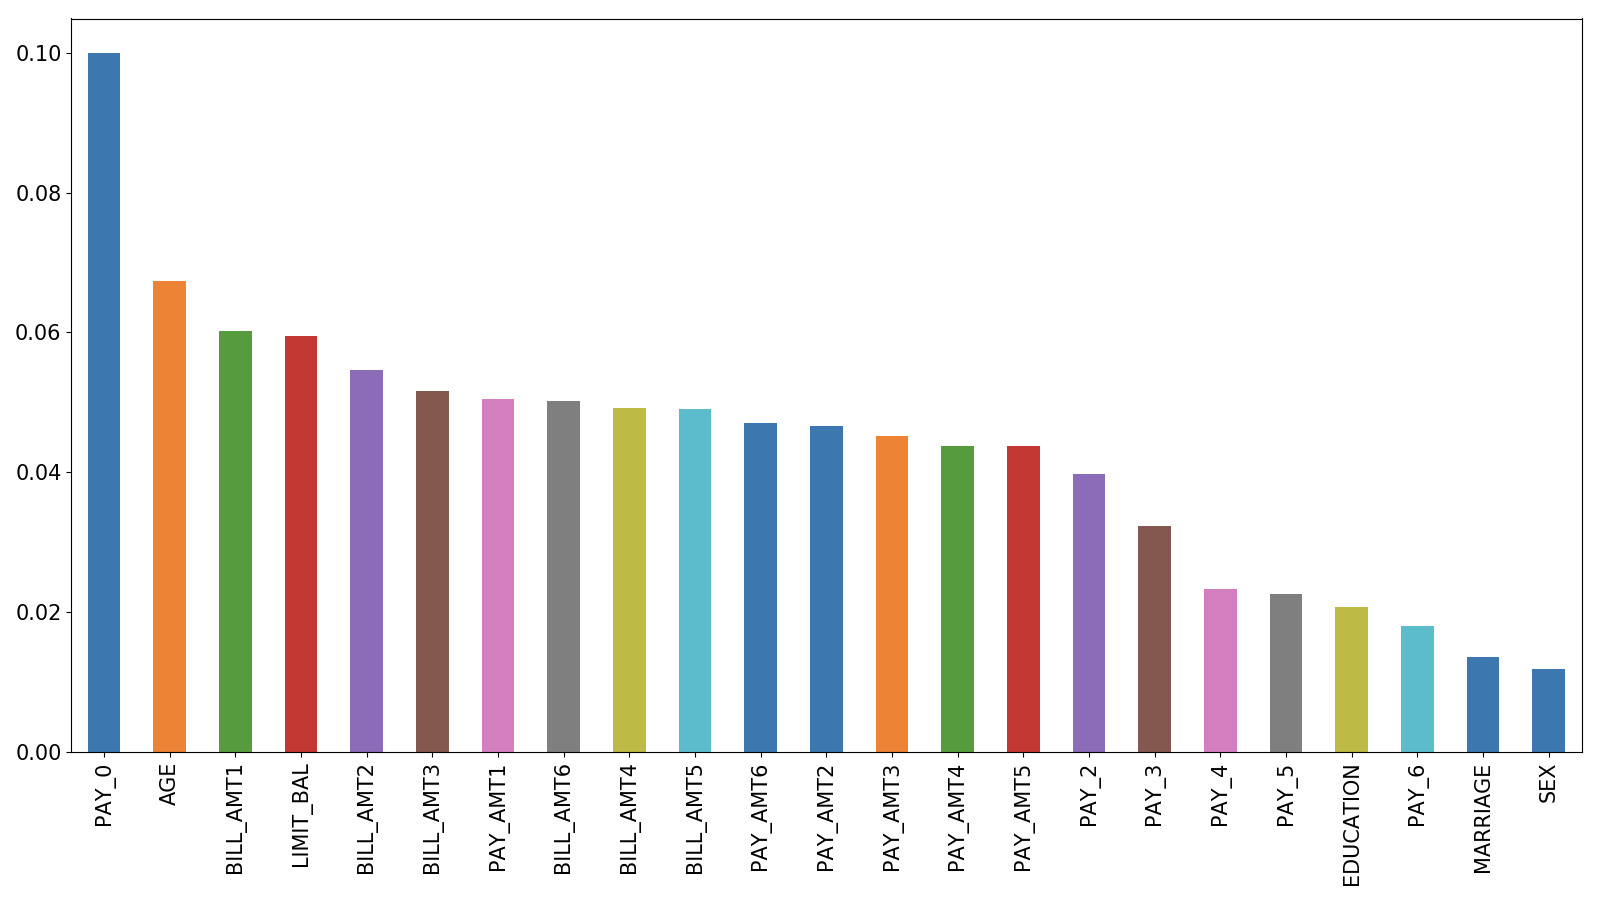 0.10
0.08
0.06
0.04
0.02
0.00
PAY_0
AGE
BILL_AMT1
LIMIT_BAL
BILL_AMT2
BILL_AMT3
PAY_AMT1
BILL_AMT6
BILL_AMT4
BILL_AMT5
PAY_AMT6
PAY_AMT2
PAY_AMT3
PAY_AMT4
PAY_AMT5
PAY_2
PAY_3
PAY_4
PAY_5
EDUCATION
PAY_6
MARRIAGE
SEX